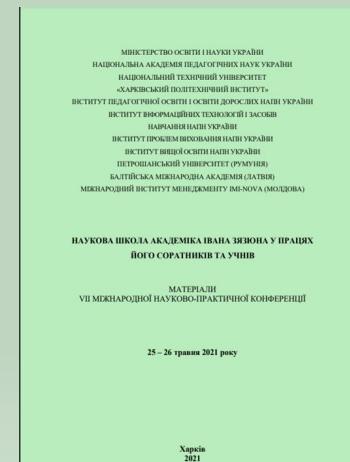 МІНІСТЕРСТВО ОСВІТИ І НАУКИ УКРАЇНИ
НАЦІОНАЛЬНА АКАДЕМІЯ ПЕДАГОГІЧНИХ НАУК УКРАЇНИ
НАЦІОНАЛЬНИЙ ТЕХНІЧНИЙ УНІВЕРСИТЕТ
«ХАРКІВСЬКИЙ ПОЛІТЕХНІЧНИЙ ІНСТИТУТ»
ІНСТИТУТ ПЕДАГОГІЧНОЇ ОСВІТИ І ОСВІТИ ДОРОСЛИХ НАПН УКРАЇНИ
ІНСТИТУТ ІНФОРМАЦІЙНИХ ТЕХНОЛОГІЙ І ЗАСОБІВ
НАВЧАННЯ НАПН УКРАЇНИ
ІНСТИТУТ ПРОБЛЕМ ВИХОВАННЯ НАПН УКРАЇНИ
ІНСТИТУТ ВИЩОЇ ОСВІТИ НАПН УКРАЇНИ
ПЕТРОШАНСЬКИЙ УНІВЕРСИТЕТ (РУМУНІЯ)
БАЛТІЙСЬКА МІЖНАРОДНА АКАДЕМІЯ (ЛАТВІЯ)
МІЖНАРОДНИЙ ІНСТИТУТ МЕНЕДЖМЕНТУ IMI-NOVA (МОЛДОВА)
НАУКОВА ШКОЛА АКАДЕМІКА ІВАНА ЗЯЗЮНА У ПРАЦЯХ
ЙОГО СОРАТНИКІВ ТА УЧНІВ
МАТЕРІАЛИ
VII МІЖНАРОДНОЇ НАУКОВО-ПРАКТИЧНОЇ КОНФЕРЕНЦІЇ
25 – 26 травня 2021 року
Харків
2021